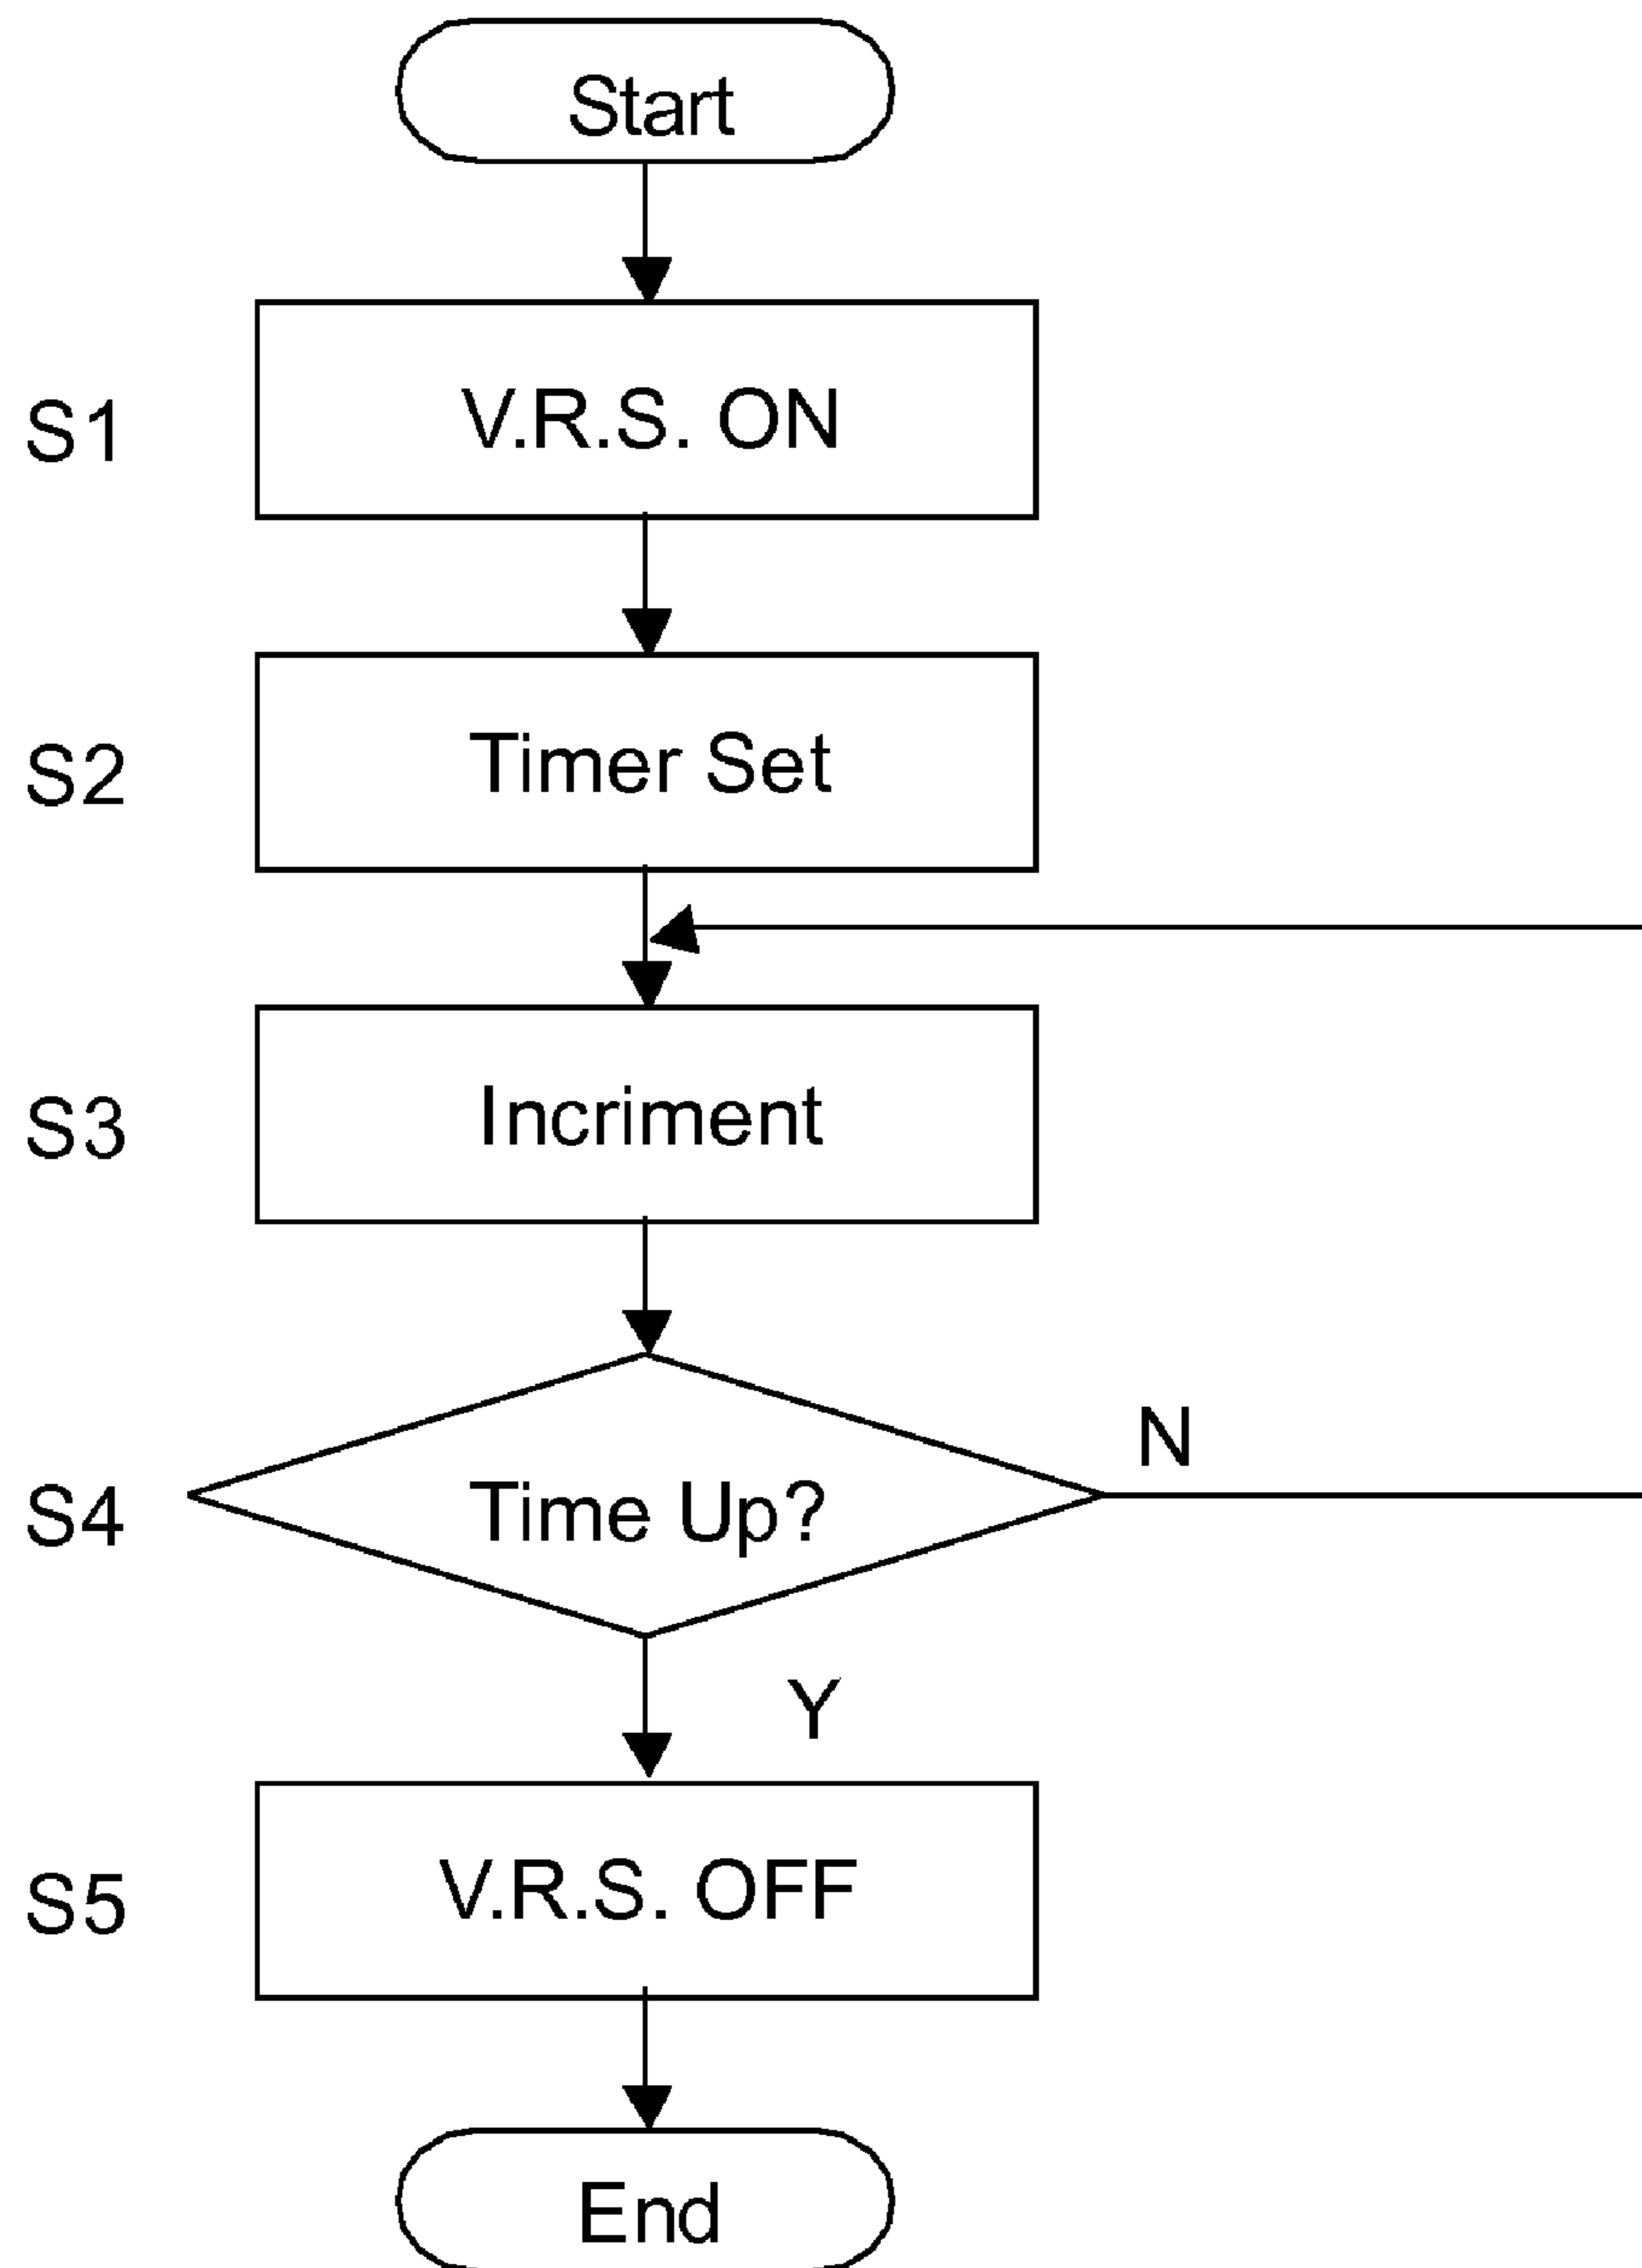 Start
S1 V.R.S. ON
S2 Timer Set
S3 Incriment
S4 Time Up? N
Y
S5 V.R.S. OFF
End